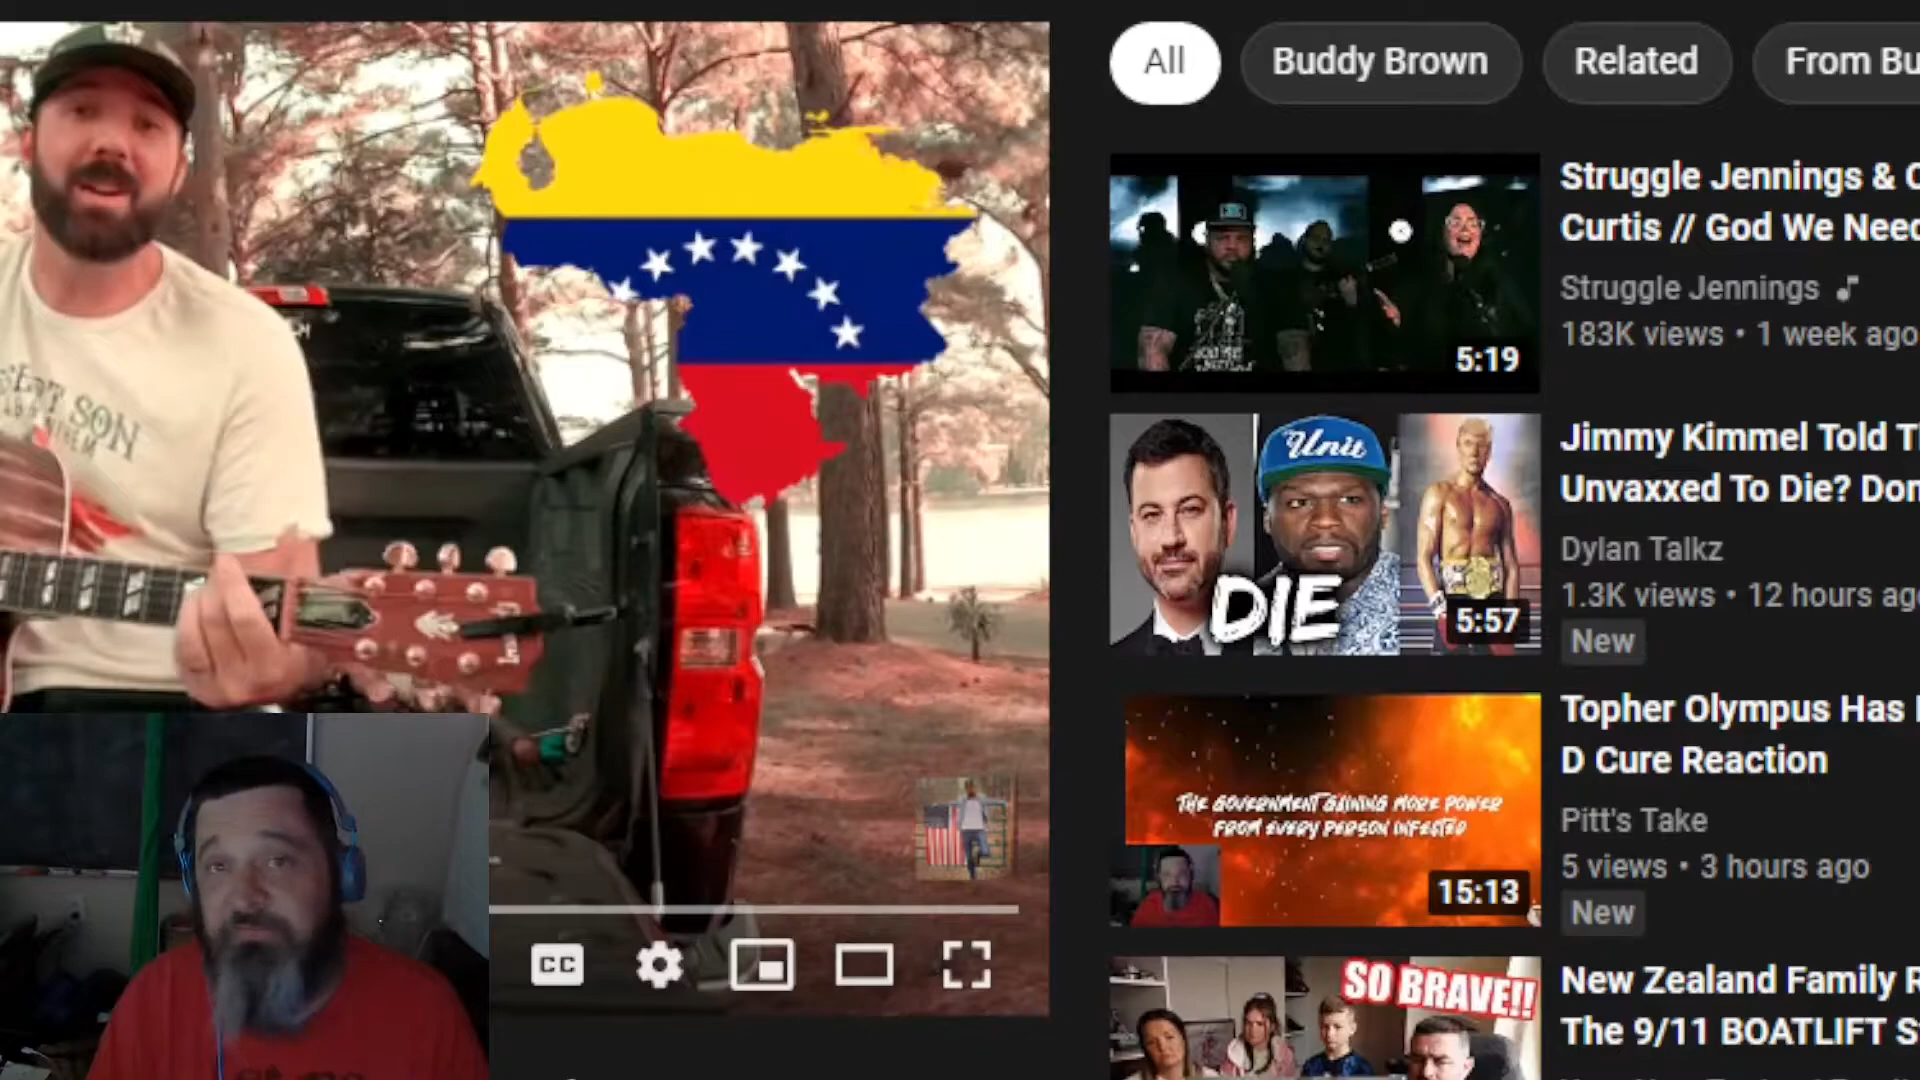 All
Buddy Brown
Related
From Bu
Struggle Jennings & C
Curtis // God We Need
Struggle Jennings
183K views • 1 week ago
5:19
Jimmy Kimmel Told T
Unvaxxed To Die? Don
Dylan Talkz
1.3K views • 12 hours ago
New
Unit
DIE
5:57
Topher Olympus Has
D Cure Reaction
Pitt's Take
5 views • 3 hours ago
New
THE GOVERNMENT GAINING MORE POWER
FROM EVERY PERSON INFESTED
15:13
New Zealand Family R
The 9/11 BOATLIFT S
SO BRAVE!!
SON
CC